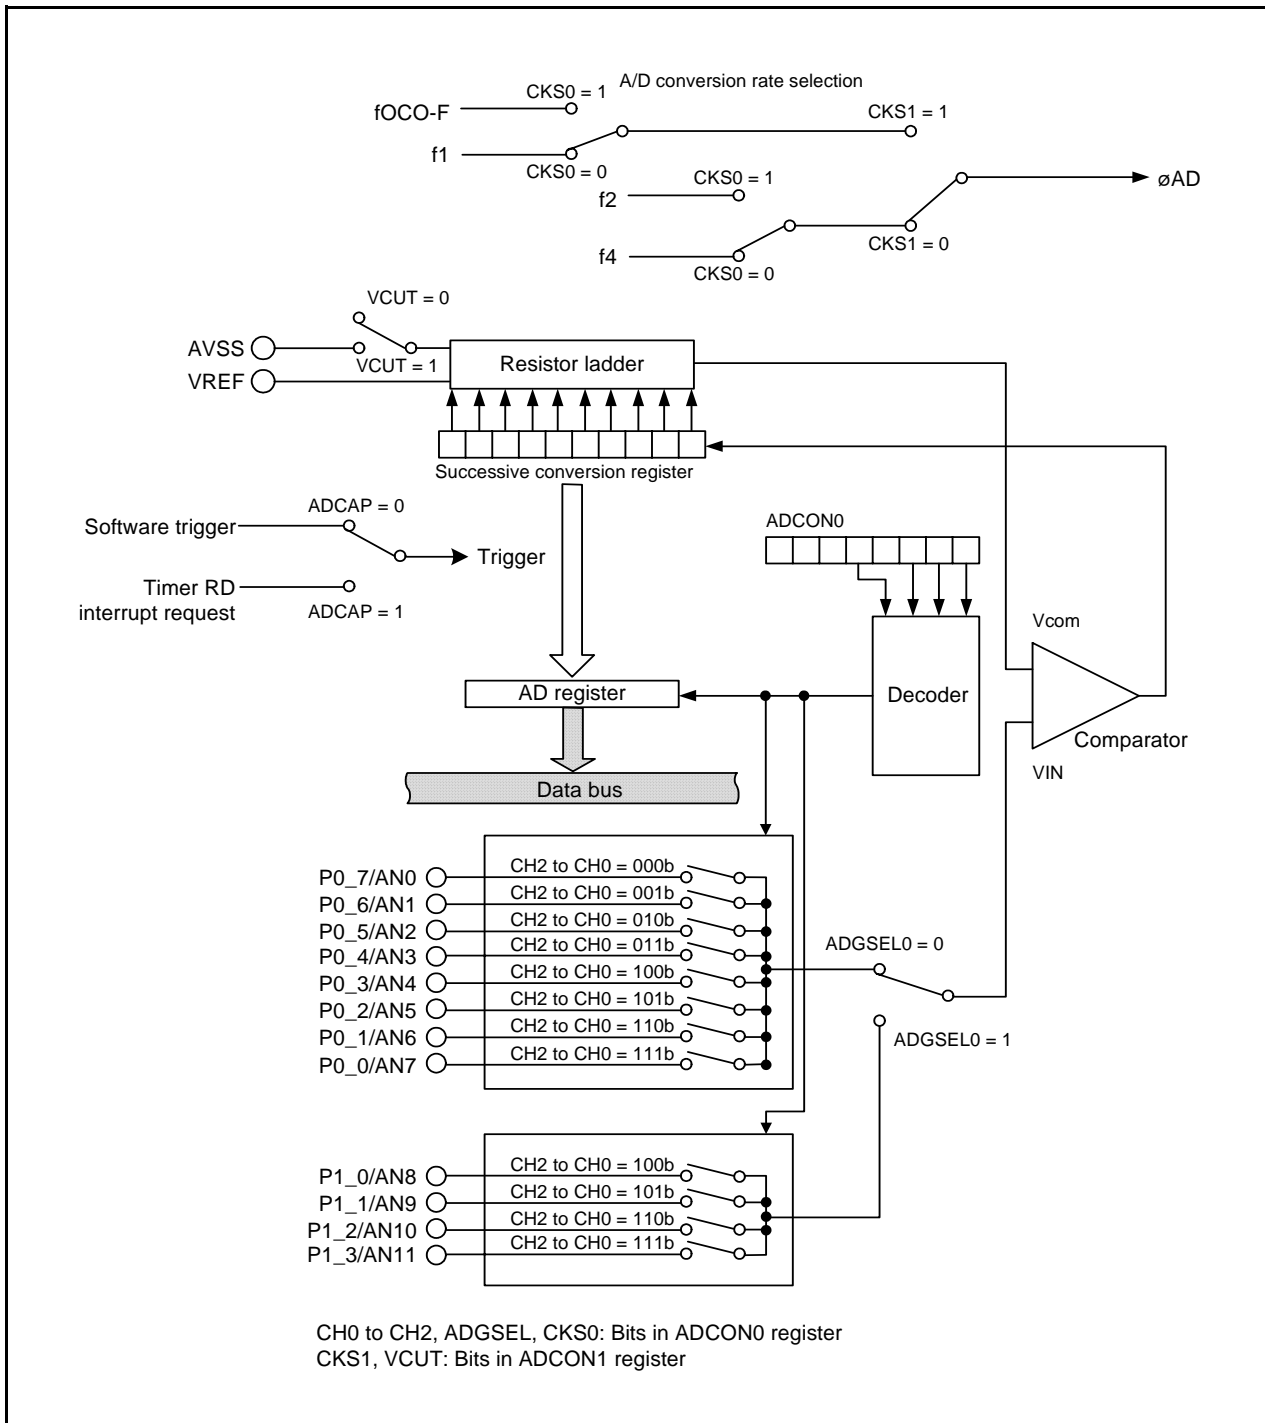 A/D conversion rate selection
CKS0 = 1
fOCO-F
CKS1 = 1
f1
CKS0 = 0
CKS0 = 1
f2
øAD
CKS1 = 0
f4
CKS0 = 0
VCUT = 0
AVSS
VCUT = 1
Resistor ladder
VREF
Successive conversion register
ADCAP = 0
Software trigger
Trigger
Timer RD
interrupt request
ADCAP = 1
ADCON0
Vcom
AD register
Decoder
Comparator
VIN
Data bus
P0_7/AN0 CH2 to CH0 = 000b
P0_6/AN1 CH2 to CH0 = 001b
P0_5/AN2 CH2 to CH0 = 010b
P0_4/AN3 CH2 to CH0 = 011b
P0_3/AN4 CH2 to CH0 = 100b
P0_2/AN5 CH2 to CH0 = 101b
P0_1/AN6 CH2 to CH0 = 110b
P0_0/AN7 CH2 to CH0 = 111b
ADGSEL0 = 0
ADGSEL0 = 1
P1_0/AN8 CH2 to CH0 = 100b
P1_1/AN9 CH2 to CH0 = 101b
P1_2/AN10 CH2 to CH0 = 110b
P1_3/AN11 CH2 to CH0 = 111b
CH0 to CH2, ADGSEL, CKS0: Bits in ADCON0 register
CKS1, VCUT: Bits in ADCON1 register